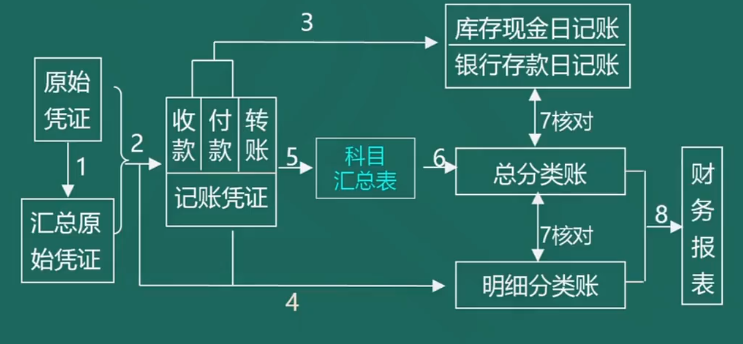 3
库存现金日记账
银行存款日记账
原始
凭证
1
汇总原
始凭证
2
收款
付款
转账
记账凭证
5
科目
汇总表
6
7核对
总分类账
7核对
明细分类账
4
8
财务报表